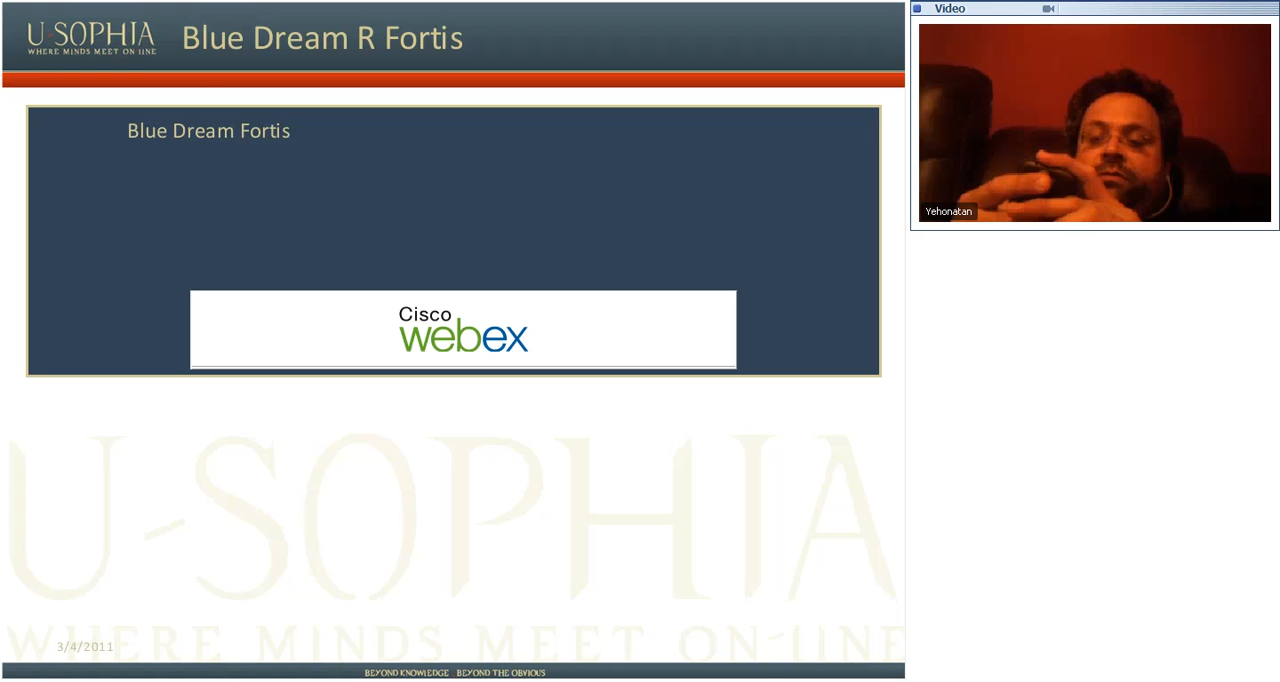 U-SOPHIA
WHERE MINDS MEET ON-LINE
Blue Dream R Fortis
Blue Dream Fortis
Cisco
webex
U-SOPHIA
WHERE MINDS MEET ON-LINE
3/4/2011
BEYOND KNOWLEDGE BEYOND THE OBVIOUS
Video
Yehonatan